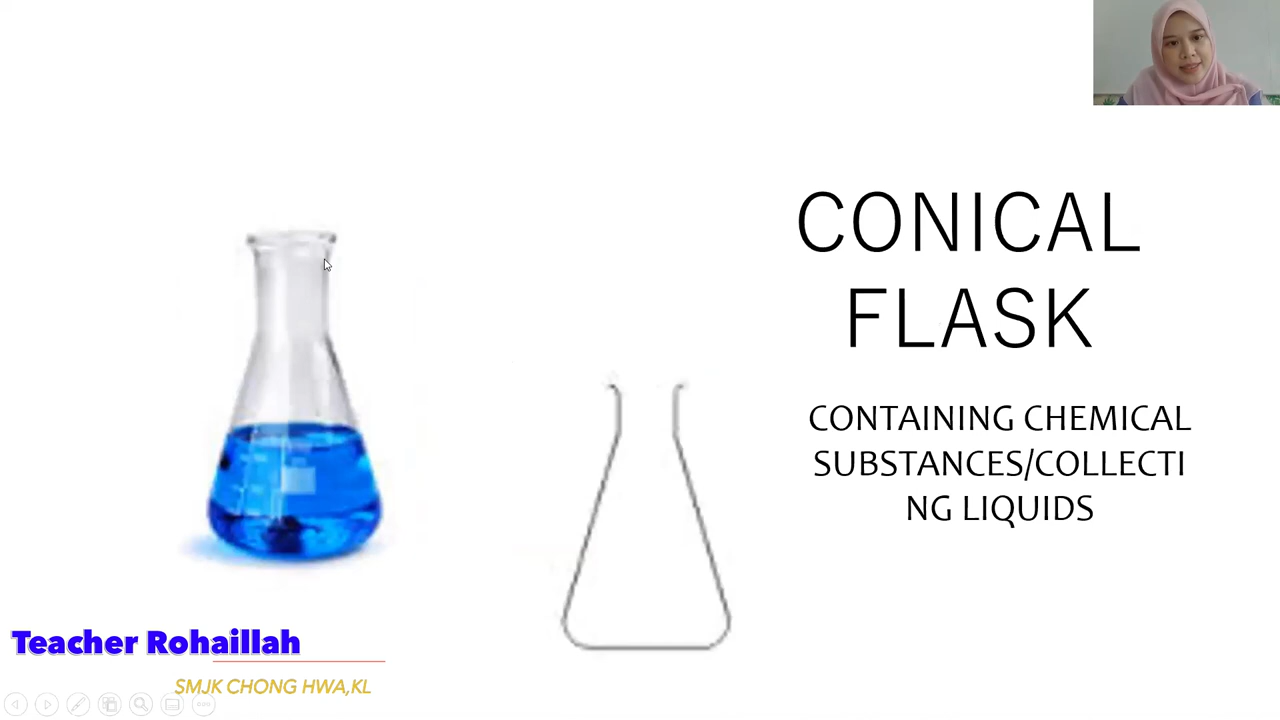 CONICAL
FLASK
CONTAINING CHEMICAL
SUBSTANCES/COLLECTI
NG LIQUIDS
Teacher Rohaillah
SMJK CHONG HWA,KL